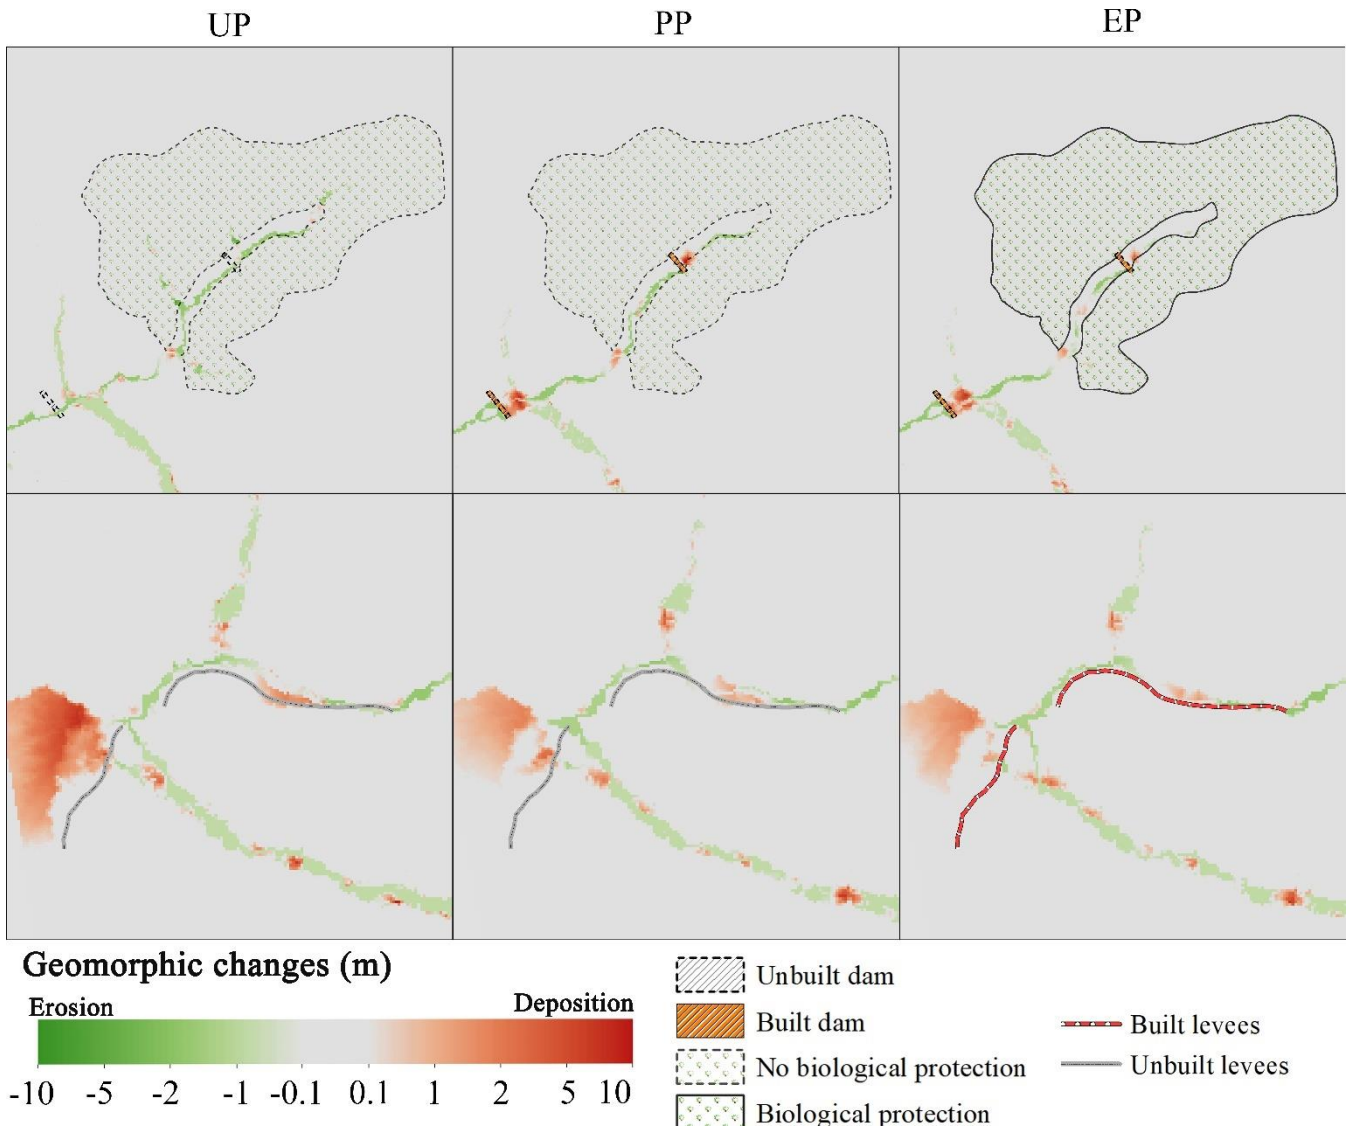 UP PP EP
Geomorphic changes (m)
Erosion Deposition
-10 -5 -2 -1 -0.1 0.1 1 2 5 10
Unbuilt dam
Built dam
No biological protection
Biological protection
Built levees
Unbuilt levees